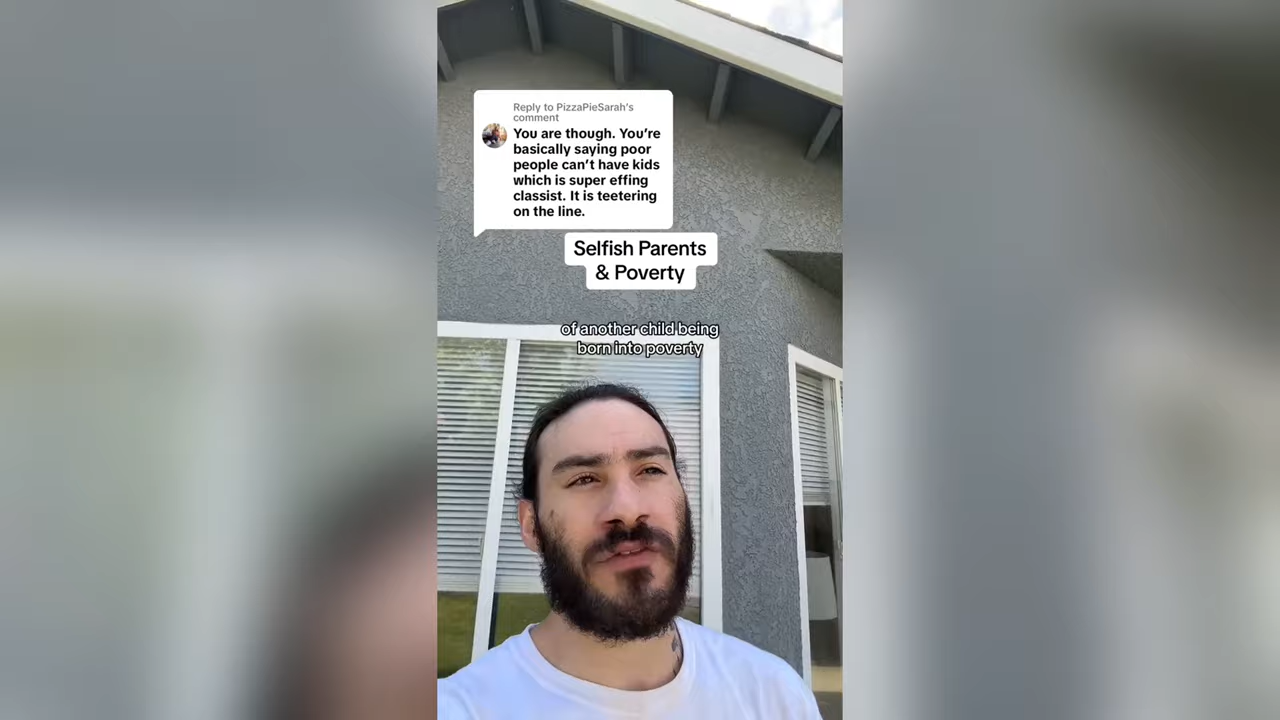 Reply to PizzaPieSarah's
comment
You are though. You're
basically saying poor
people can't have kids
which is super effing
classist. It is teetering
on the line.
Selfish Parents
& Poverty
of another child being
born into poverty